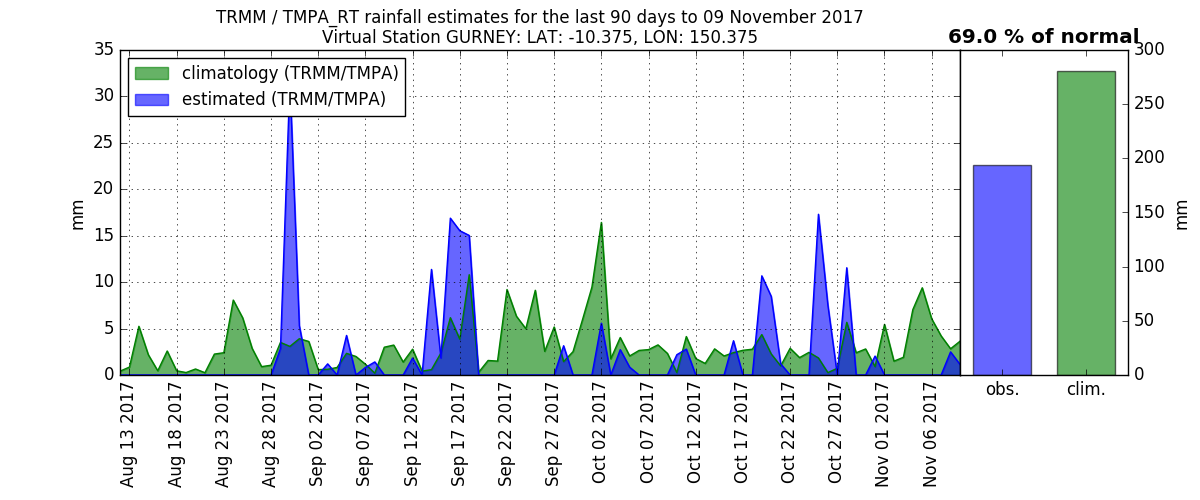 TRMM / TMPA_RT rainfall estimates for the last 90 days to 09 November 2017
Virtual Station GURNEY: LAT: -10.375, LON: 150.375
69.0 % of normal
climatology (TRMM/TMPA)
estimated (TRMM/TMPA)
35
30
25
20
15
10
5
0
mm
Aug 13 2017
Aug 18 2017
Aug 23 2017
Aug 28 2017
Sep 02 2017
Sep 07 2017
Sep 12 2017
Sep 17 2017
Sep 22 2017
Sep 27 2017
Oct 02 2017
Oct 07 2017
Oct 12 2017
Oct 17 2017
Oct 22 2017
Oct 27 2017
Nov 01 2017
Nov 06 2017
obs.
clim.
300
250
200
150
100
50
0
mm